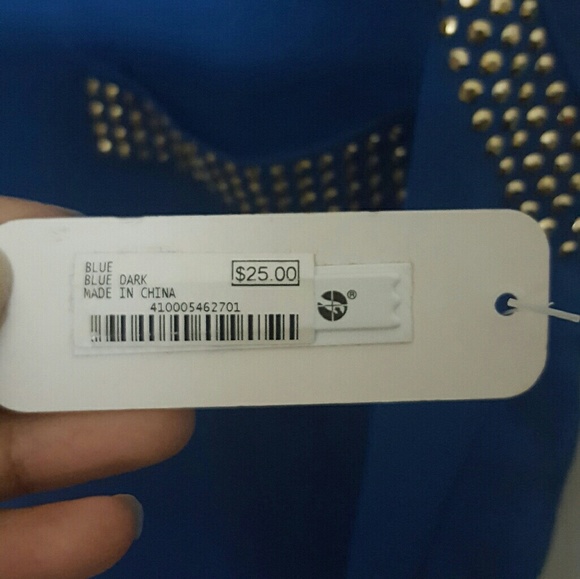 BLUE
BLUE DARK
$25.00
MADE IN CHINA
410005462701
®